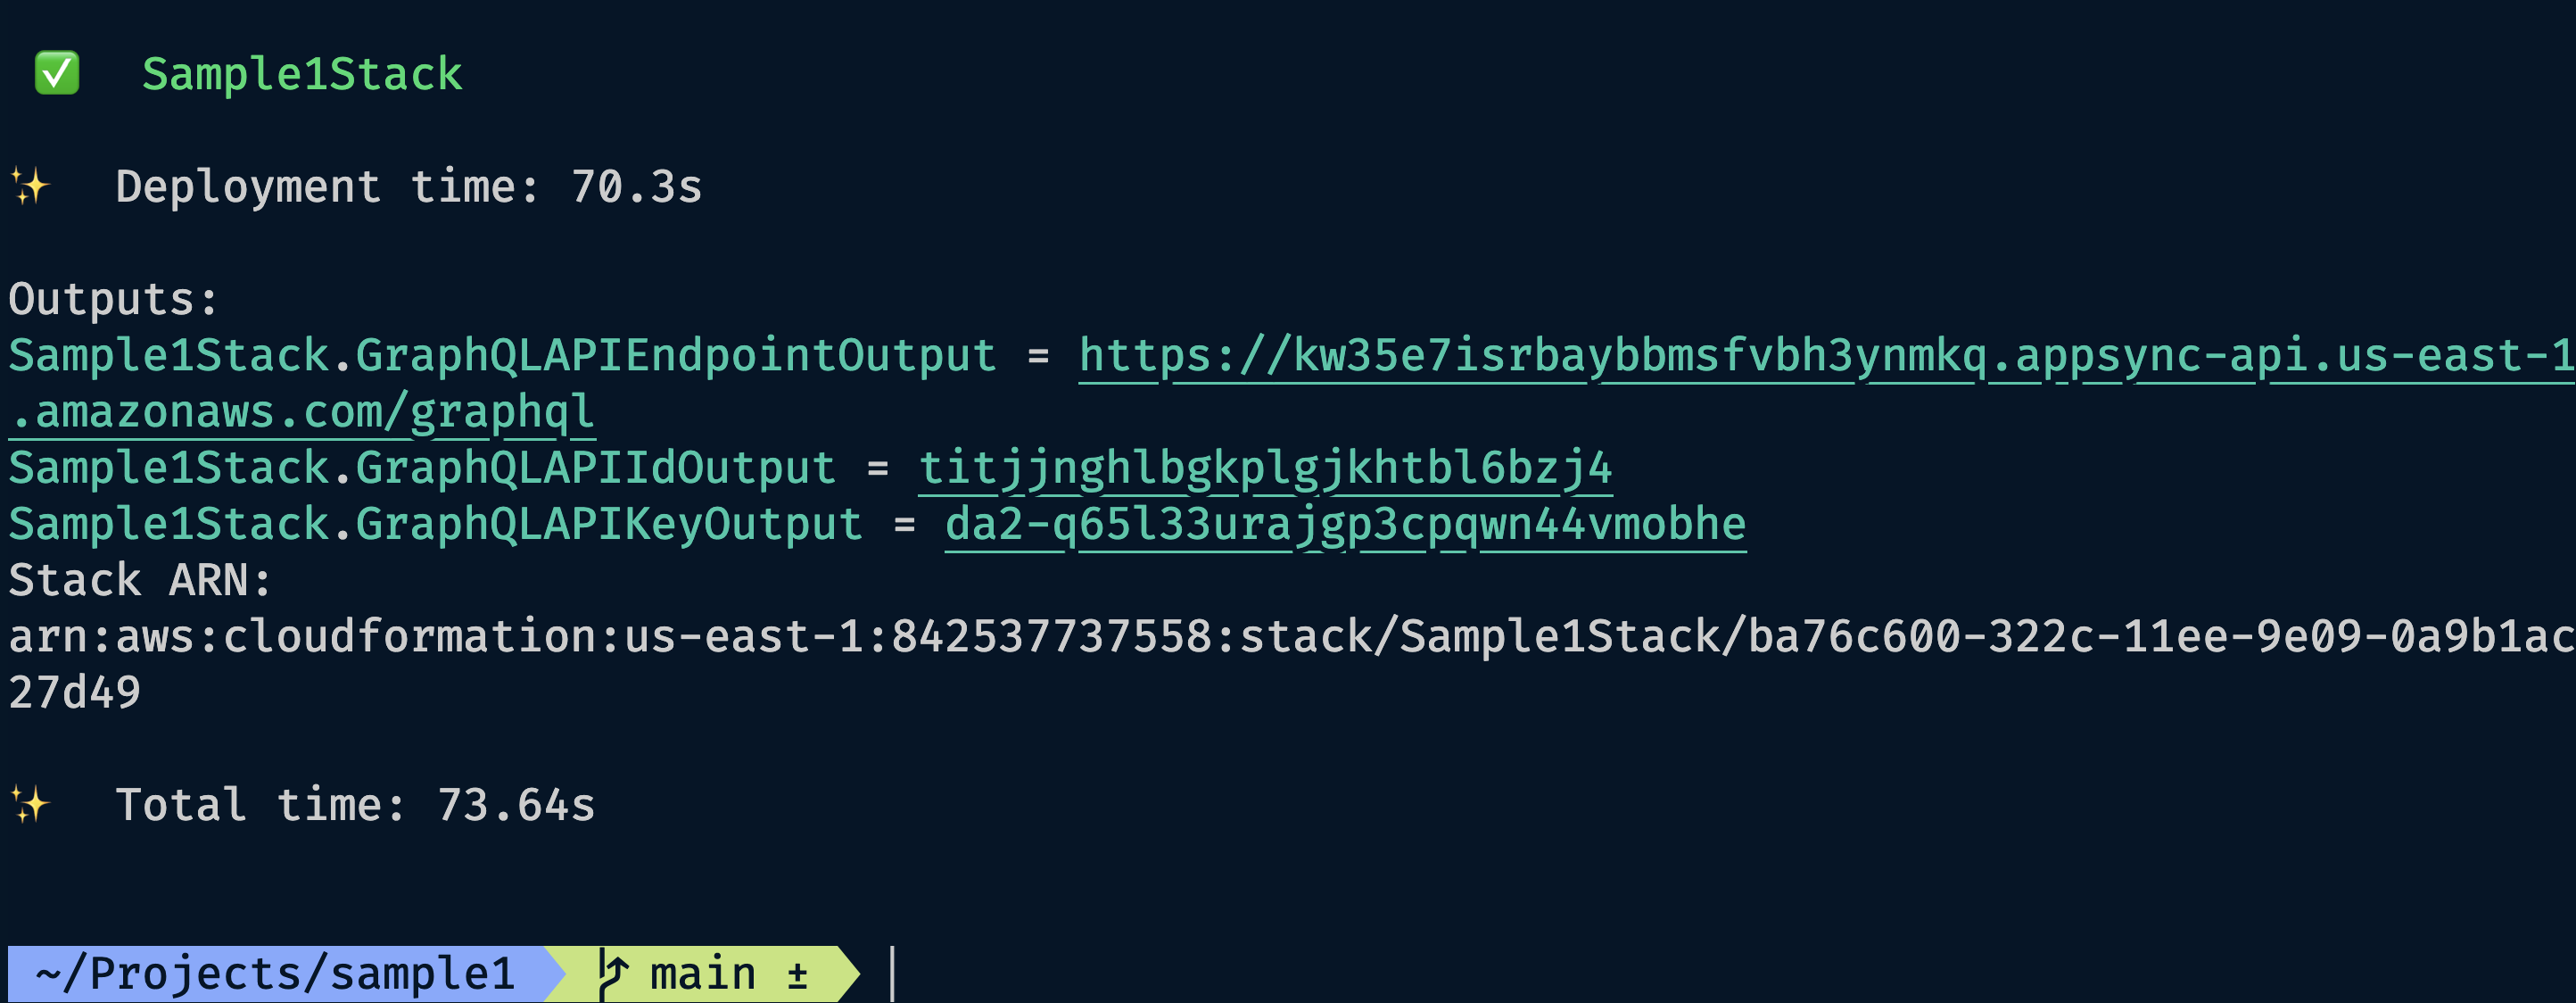 ✅  Sample1Stack
✨  Deployment time: 70.3s
Outputs:
Sample1Stack.GraphQLAPIEndpointOutput = https://kw35e7isrbaybbmsfvbh3ynmkq.appsync-api.us-east-1
.amazonaws.com/graphql
Sample1Stack.GraphQLAPIIdOutput = titjjnghlbgkplgjkhtbl6bzj4
Sample1Stack.GraphQLAPIKeyOutput = da2-q65l33urajgp3cpqwn44vmobhe
Stack ARN:
arn:aws:cloudformation:us-east-1:842537737558:stack/Sample1Stack/ba76c600-322c-11ee-9e09-0a9b1ac
27d49
✨  Total time: 73.64s
~/Projects/sample1 main ±